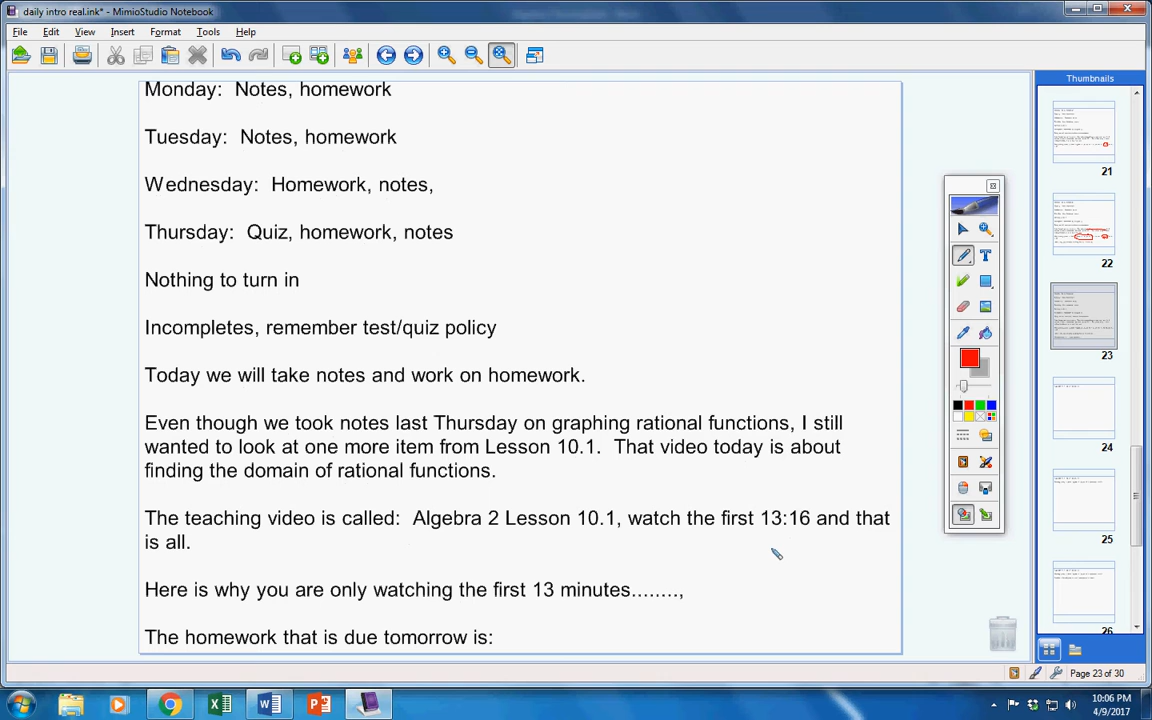 daily intro real.ink* - MimioStudio Notebook
File Edit View Insert Format Tools Help
Thumbnails
Monday:  Notes, homework
Tuesday:  Notes, homework
Wednesday:  Homework, notes,
Thursday:  Quiz, homework, notes
Nothing to turn in
Incompletes, remember test/quiz policy
Today we will take notes and work on homework.
Even though we took notes last Thursday on graphing rational functions, I still
wanted to look at one more item from Lesson 10.1.  That video today is about
finding the domain of rational functions.
The teaching video is called:  Algebra 2 Lesson 10.1, watch the first 13:16 and that
is all.
Here is why you are only watching the first 13 minutes........,
The homework that is due tomorrow is:
21
22
23
24
25
26
Page 23 of 30
10:06 PM
4/9/2017